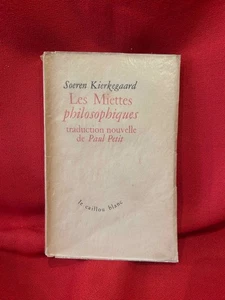 Soeren Kierkegaard
Les Miettes
philosophiques
traduction nouvelle
de Paul Petit
le caillou blanc